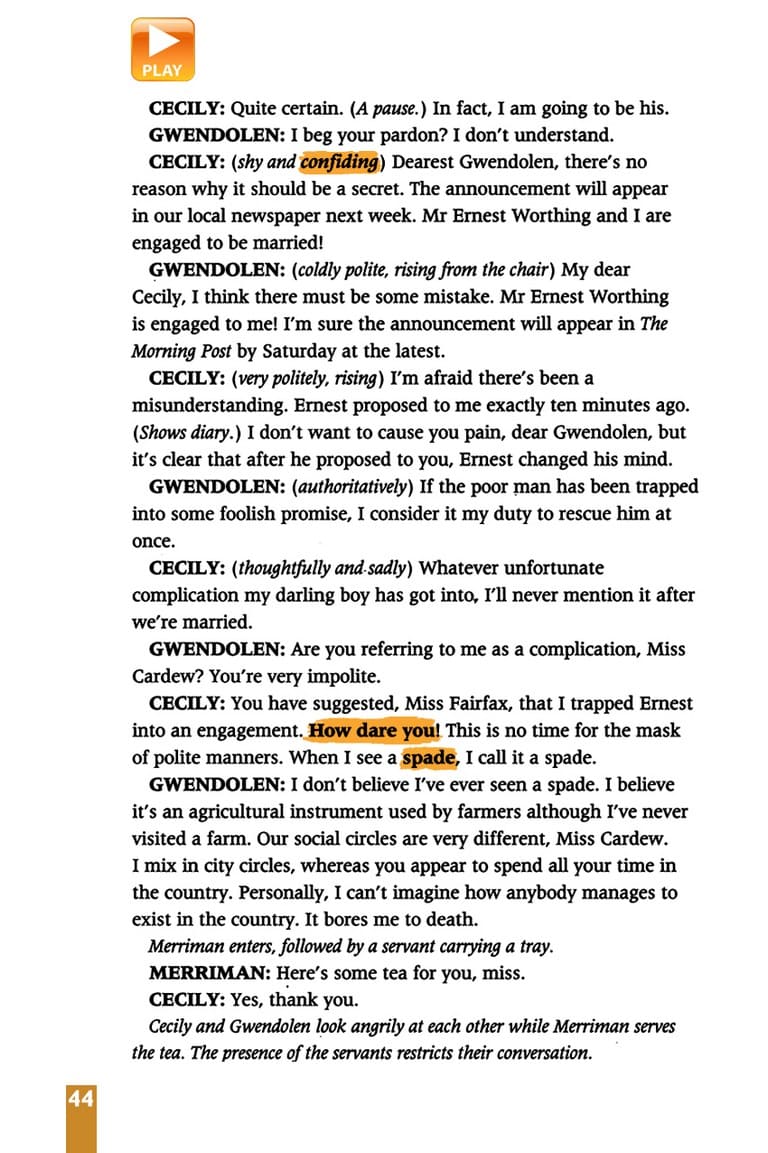 PLAY
CECILY: Quite certain. (A pause.) In fact, I am going to be his.
GWENDOLEN: I beg your pardon? I don't understand.
CECILY: (shy and confiding) Dearest Gwendolen, there's no
reason why it should be a secret. The announcement will appear
in our local newspaper next week. Mr Ernest Worthing and I are
engaged to be married!
GWENDOLEN: (coldly polite, rising from the chair) My dear
Cecily, I think there must be some mistake. Mr Ernest Worthing
is engaged to me! I'm sure the announcement will appear in The
Morning Post by Saturday at the latest.
CECILY: (very politely, rising) I'm afraid there's been a
misunderstanding. Ernest proposed to me exactly ten minutes ago.
(Shows diary.) I don't want to cause you pain, dear Gwendolen, but
it's clear that after he proposed to you, Ernest changed his mind.
GWENDOLEN: (authoritatively) If the poor man has been trapped
into some foolish promise, I consider it my duty to rescue him at
once.
CECILY: (thoughtfully and sadly) Whatever unfortunate
complication my darling boy has got into, I'll never mention it after
we're married.
GWENDOLEN: Are you referring to me as a complication, Miss
Cardew? You're very impolite.
CECILY: You have suggested, Miss Fairfax, that I trapped Ernest
into an engagement. How dare you! This is no time for the mask
of polite manners. When I see a spade, I call it a spade.
GWENDOLEN: I don't believe I've ever seen a spade. I believe
it's an agricultural instrument used by farmers although I've never
visited a farm. Our social circles are very different, Miss Cardew.
I mix in city circles, whereas you appear to spend all your time in
the country. Personally, I can't imagine how anybody manages to
exist in the country. It bores me to death.
Merriman enters, followed by a servant carrying a tray.
MERRIMAN: Here's some tea for you, miss.
CECILY: Yes, thank you.
Cecily and Gwendolen look angrily at each other while Merriman serves
the tea. The presence of the servants restricts their conversation.
44